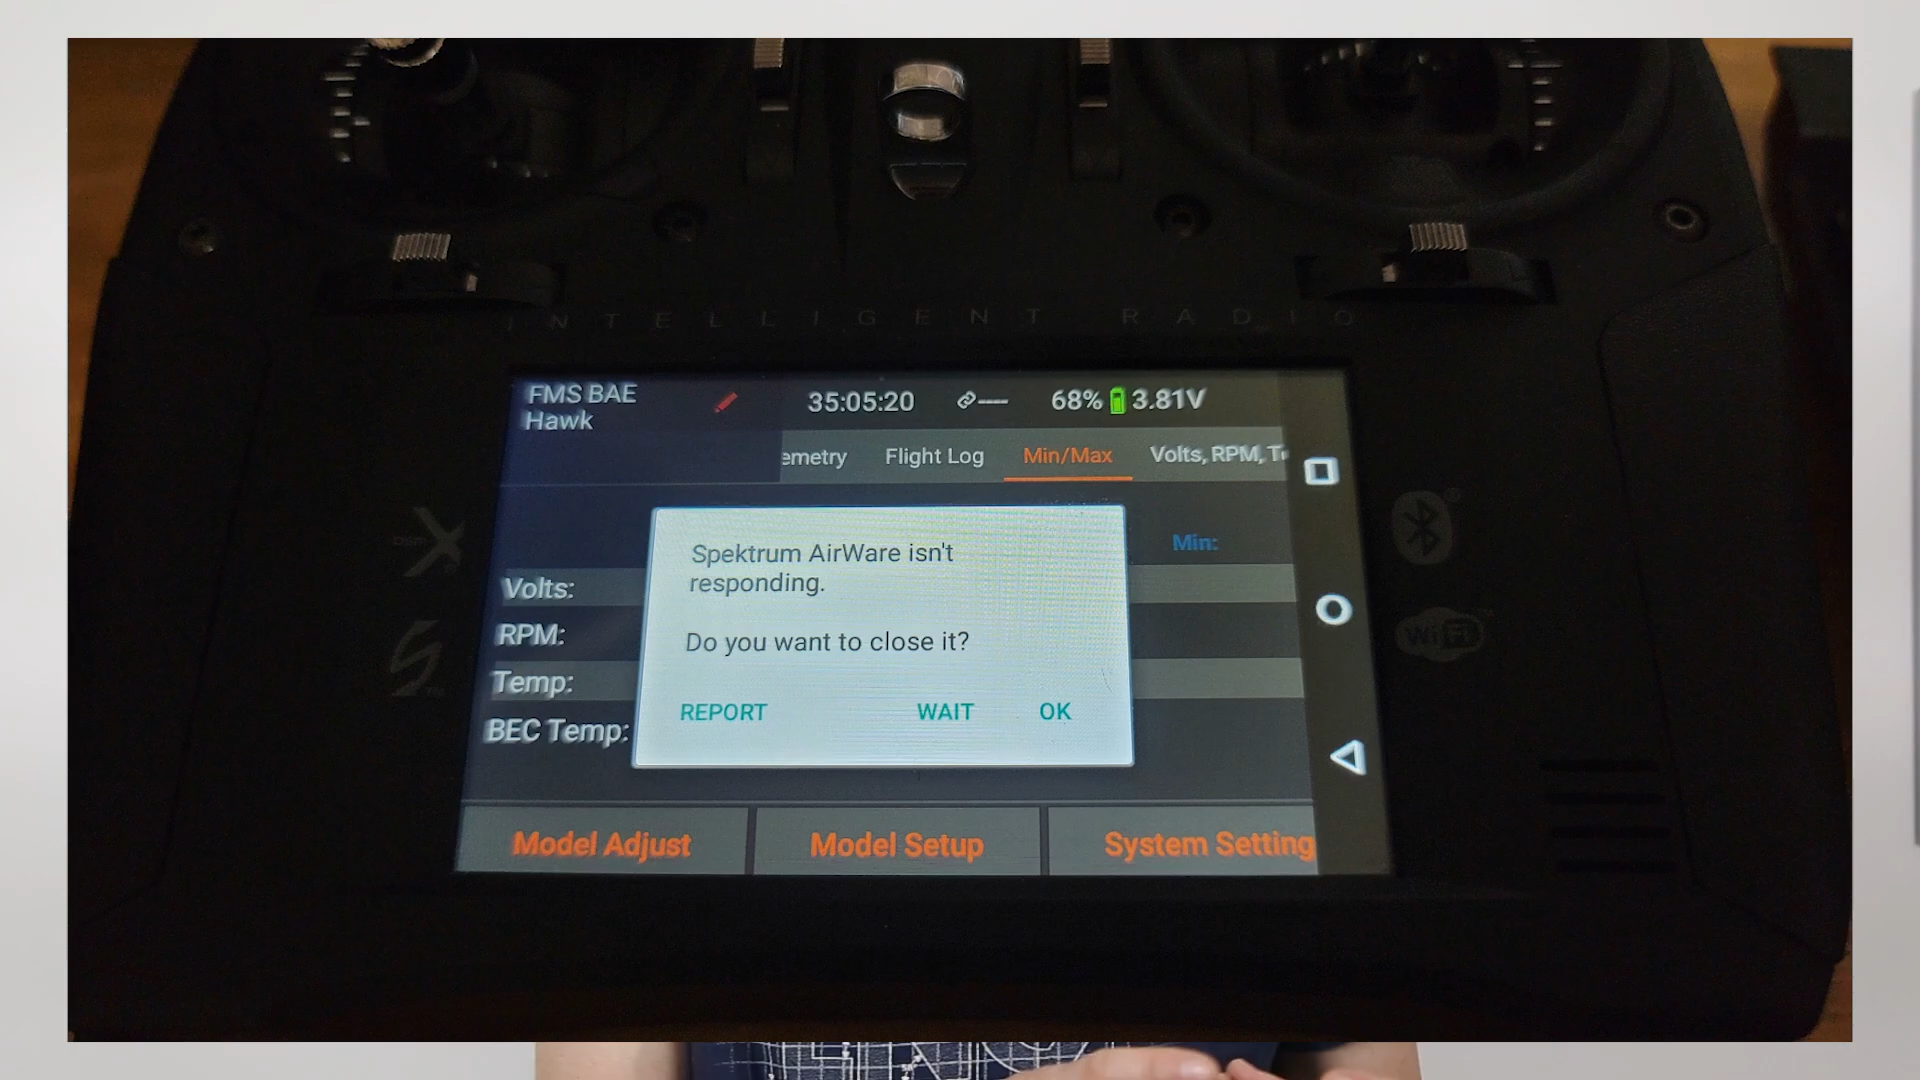 INTELLIGENT RADIO
FMS BAE
Hawk
35:05:20
----
68%
3.81V
emetry
Flight Log
Min/Max
Volts, RPM, T
Min:
Spektrum AirWare isn't
responding.
Do you want to close it?
REPORT
WAIT
OK
Volts:
RPM:
Temp:
BEC Temp:
Model Adjust
Model Setup
System Setting
WiFi